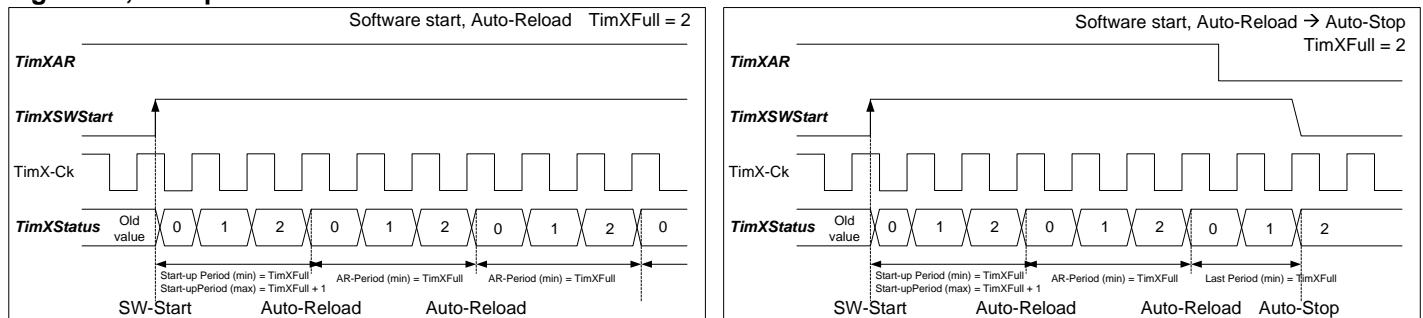 Software start, Auto-Reload TimXFull = 2
TimXAR
TimXSWStart
TimX-Ck
TimXStatus
Old
value
0 1 2 0 1 2 0 1 2 0
Start-up Period (min) = TimXFull
Start-upPeriod (max) = TimXFull + 1
AR-Period (min) = TimXFull
AR-Period (min) = TimXFull
SW-Start Auto-Reload Auto-Reload
Software start, Auto-Reload → Auto-Stop
TimXFull = 2
TimXAR
TimXSWStart
TimX-Ck
TimXStatus
Old
value
0 1 2 0 1 2 0 1 2
Start-up Period (min) = TimXFull
Start-upPeriod (max) = TimXFull + 1
AR-Period (min) = TimXFull
Last Period (min) = TimXFull
SW-Start Auto-Reload Auto-Reload Auto-Stop